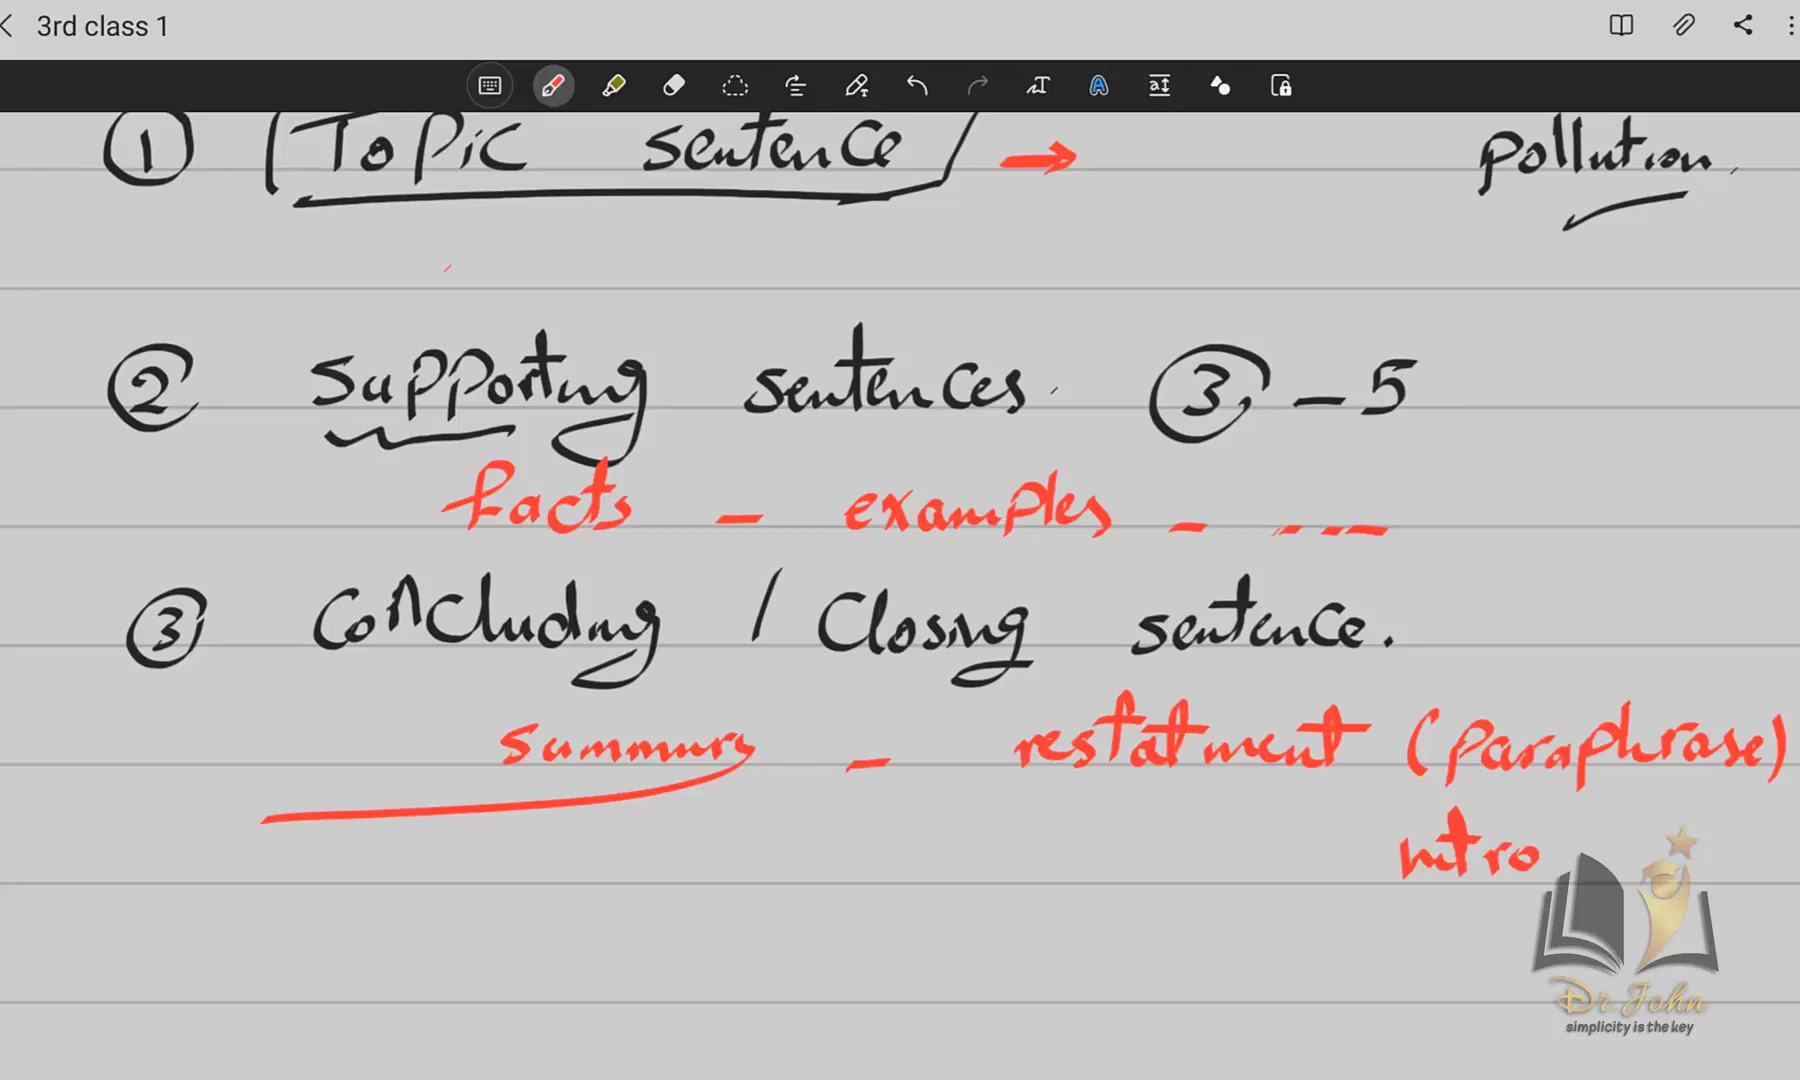 3rd class 1
① Topic sentence → pollution.
② Supporting sentences. ③ - 5
facts - examples - ---
③ Concluding / Closing sentence.
summury - restatment (paraphrase)
intro
Dr. John
simplicity is the key